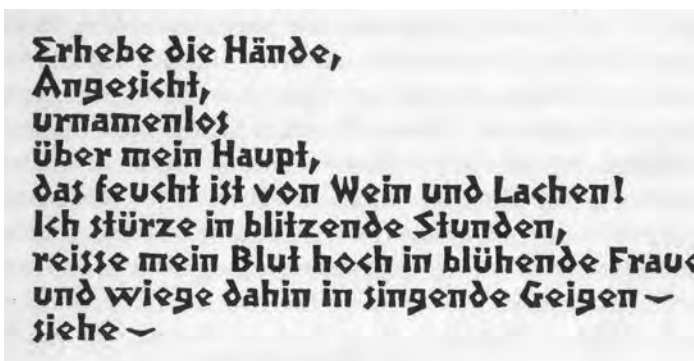 Erhebe die Hände,
Angesicht,
urnamenlos
über mein Haupt,
das feucht ist von Wein und Lachen!
Ich stürze in blitzende Stunden,
reisse mein Blut hoch in blühende Fraue
und wiege dahin in singende Geigen ~
siehe ~